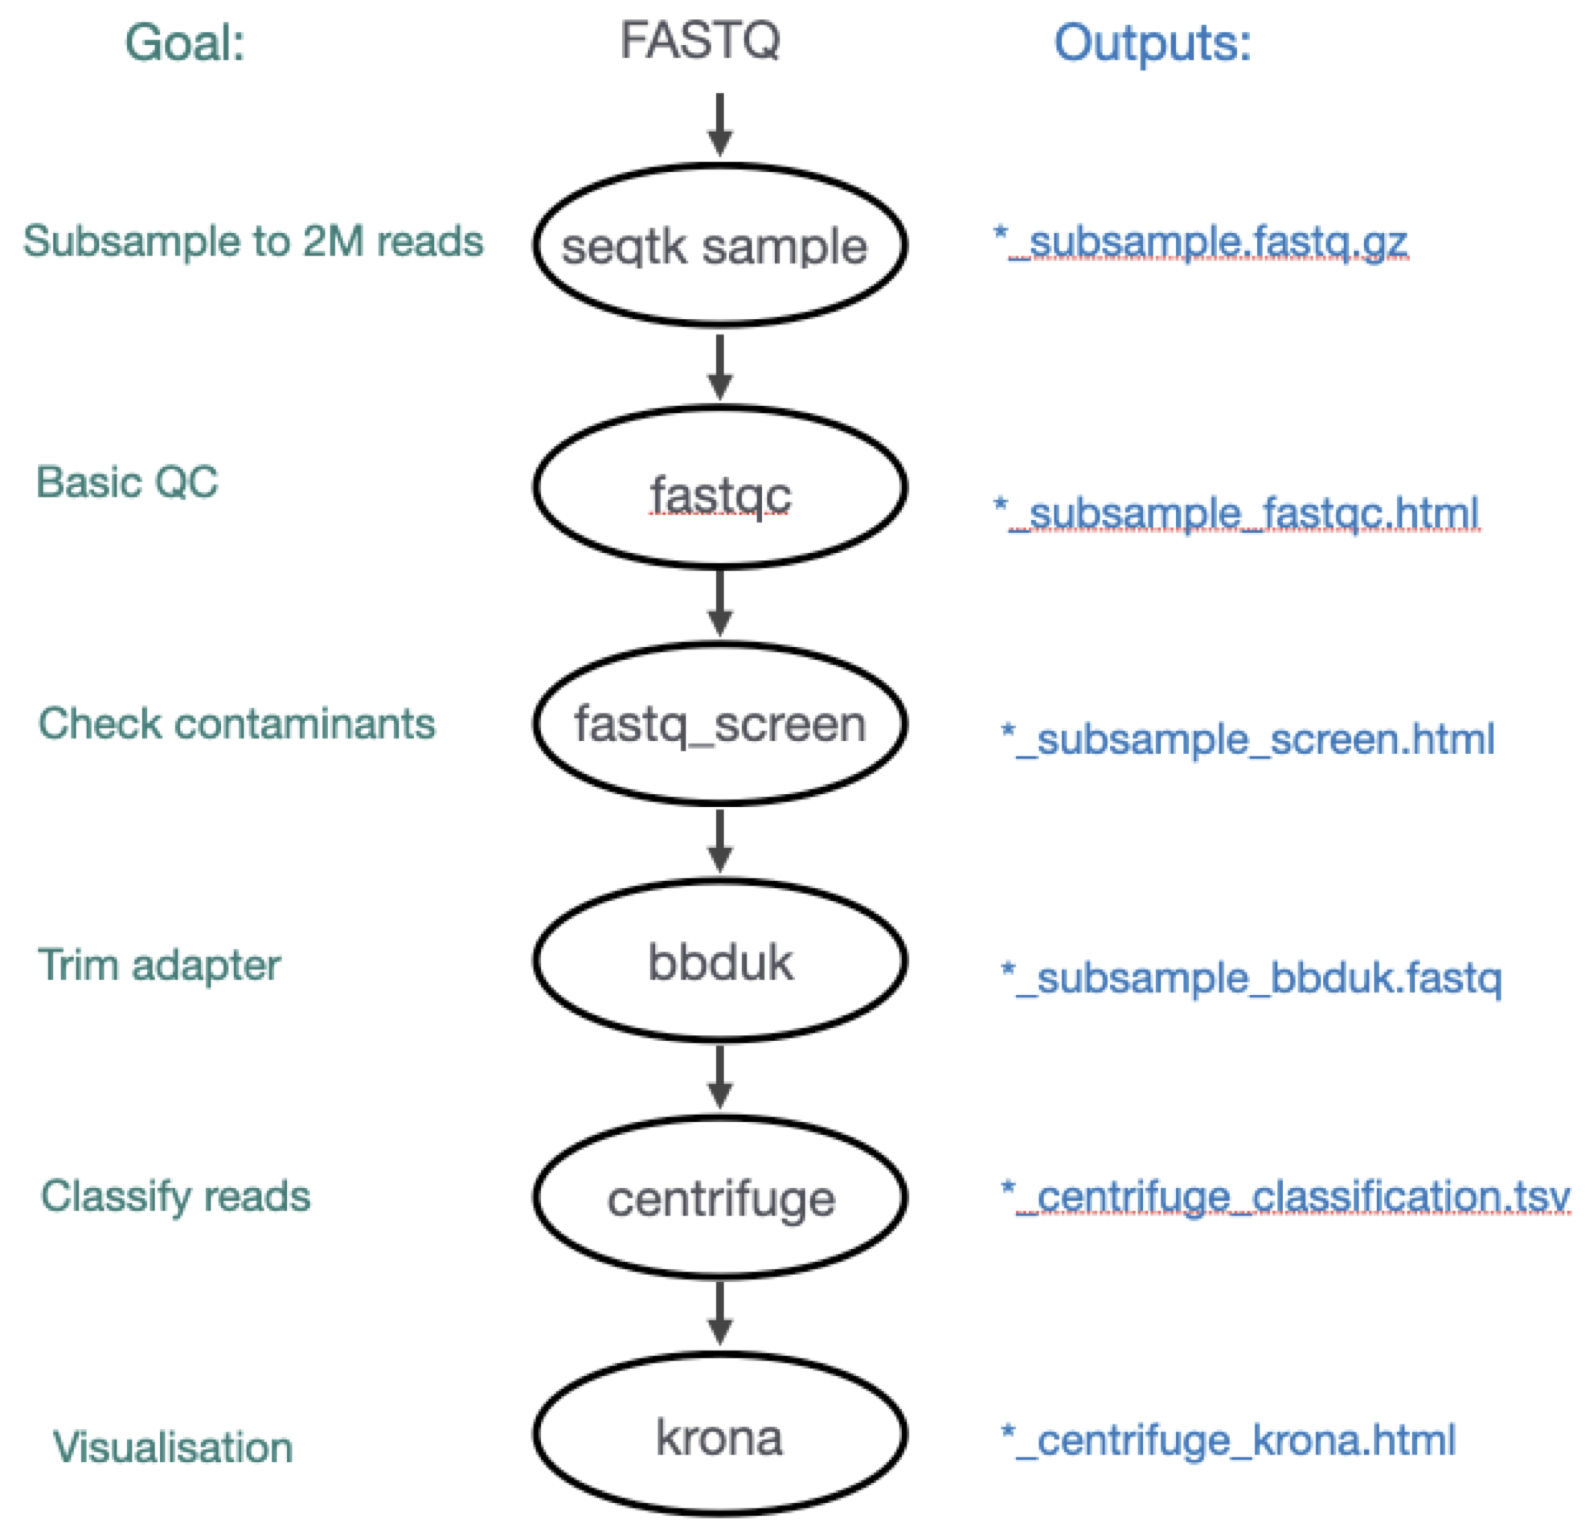 Goal:
FASTQ
Outputs:
Subsample to 2M reads
seqtk sample
*_subsample.fastq.gz
Basic QC
fastqc
*_subsample_fastqc.html
Check contaminants
fastq_screen
*_subsample_screen.html
Trim adapter
bbduk
*_subsample_bbduk.fastq
Classify reads
centrifuge
*_centrifuge_classification.tsv
Visualisation
krona
*_centrifuge_krona.html